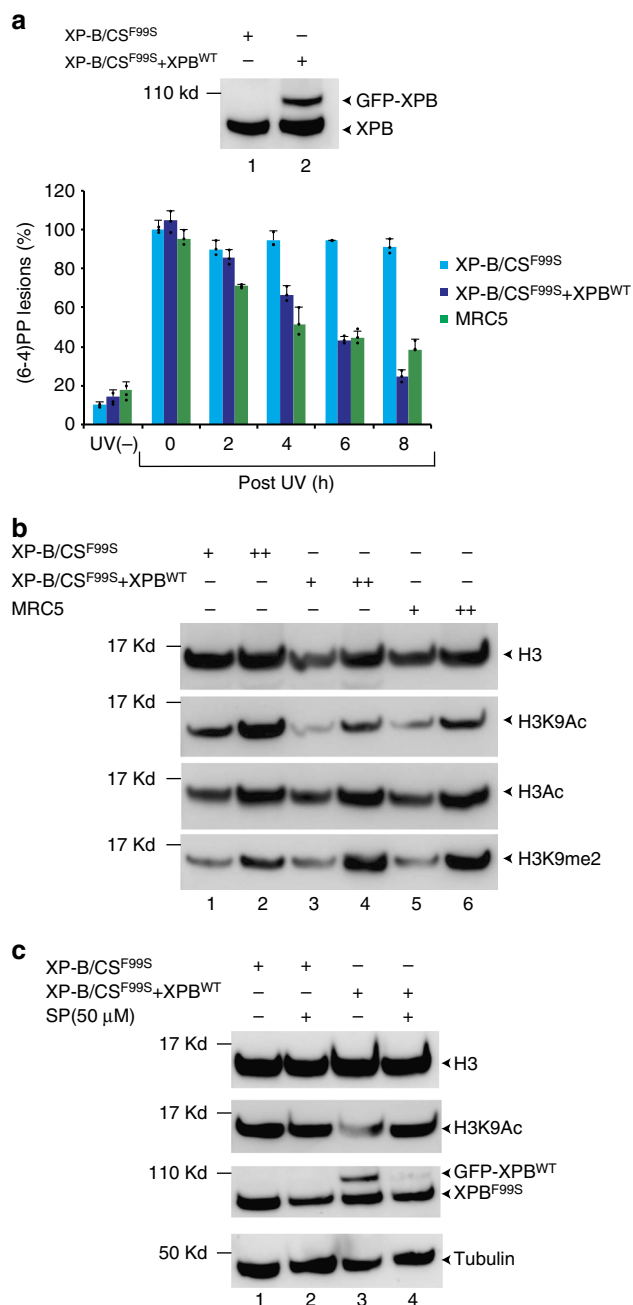 a
XP-B/CS^F99S + –
XP-B/CS^F99S+XPB^WT – +
110 kd
GFP-XPB
XPB
1 2
120
100
80
60
40
20
0
(6-4)PP lesions (%)
UV(–) 0 2 4 6 8
Post UV (h)
XP-B/CS^F99S
XP-B/CS^F99S+XPB^WT
MRC5
b
XP-B/CS^F99S + ++ – – – –
XP-B/CS^F99S+XPB^WT – – + ++ – –
MRC5 – – – – + ++
17 Kd
H3
17 Kd
H3K9Ac
17 Kd
H3Ac
17 Kd
H3K9me2
1 2 3 4 5 6
c
XP-B/CS^F99S + + – –
XP-B/CS^F99S+XPB^WT – – + +
SP(50 µM) – + – +
17 Kd
H3
17 Kd
H3K9Ac
110 Kd
GFP-XPB^WT
XPB^F99S
50 Kd
Tubulin
1 2 3 4